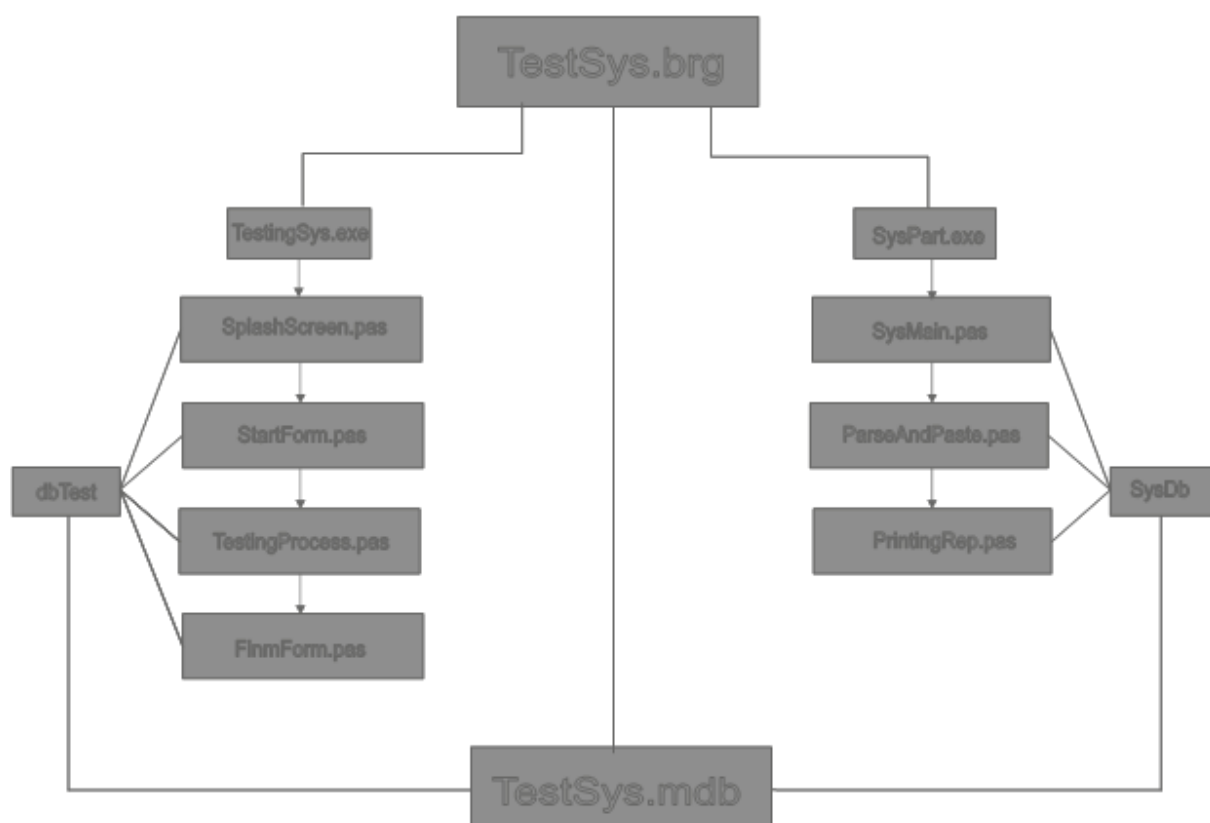 TestSys.brg
TestingSys.exe
SysPart.exe
SplashScreen.pas
SysMain.pas
StartForm.pas
ParseAndPaste.pas
dbTest
SysDb
TestingProcess.pas
PrintingRep.pas
FinmForm.pas
TestSys.mdb